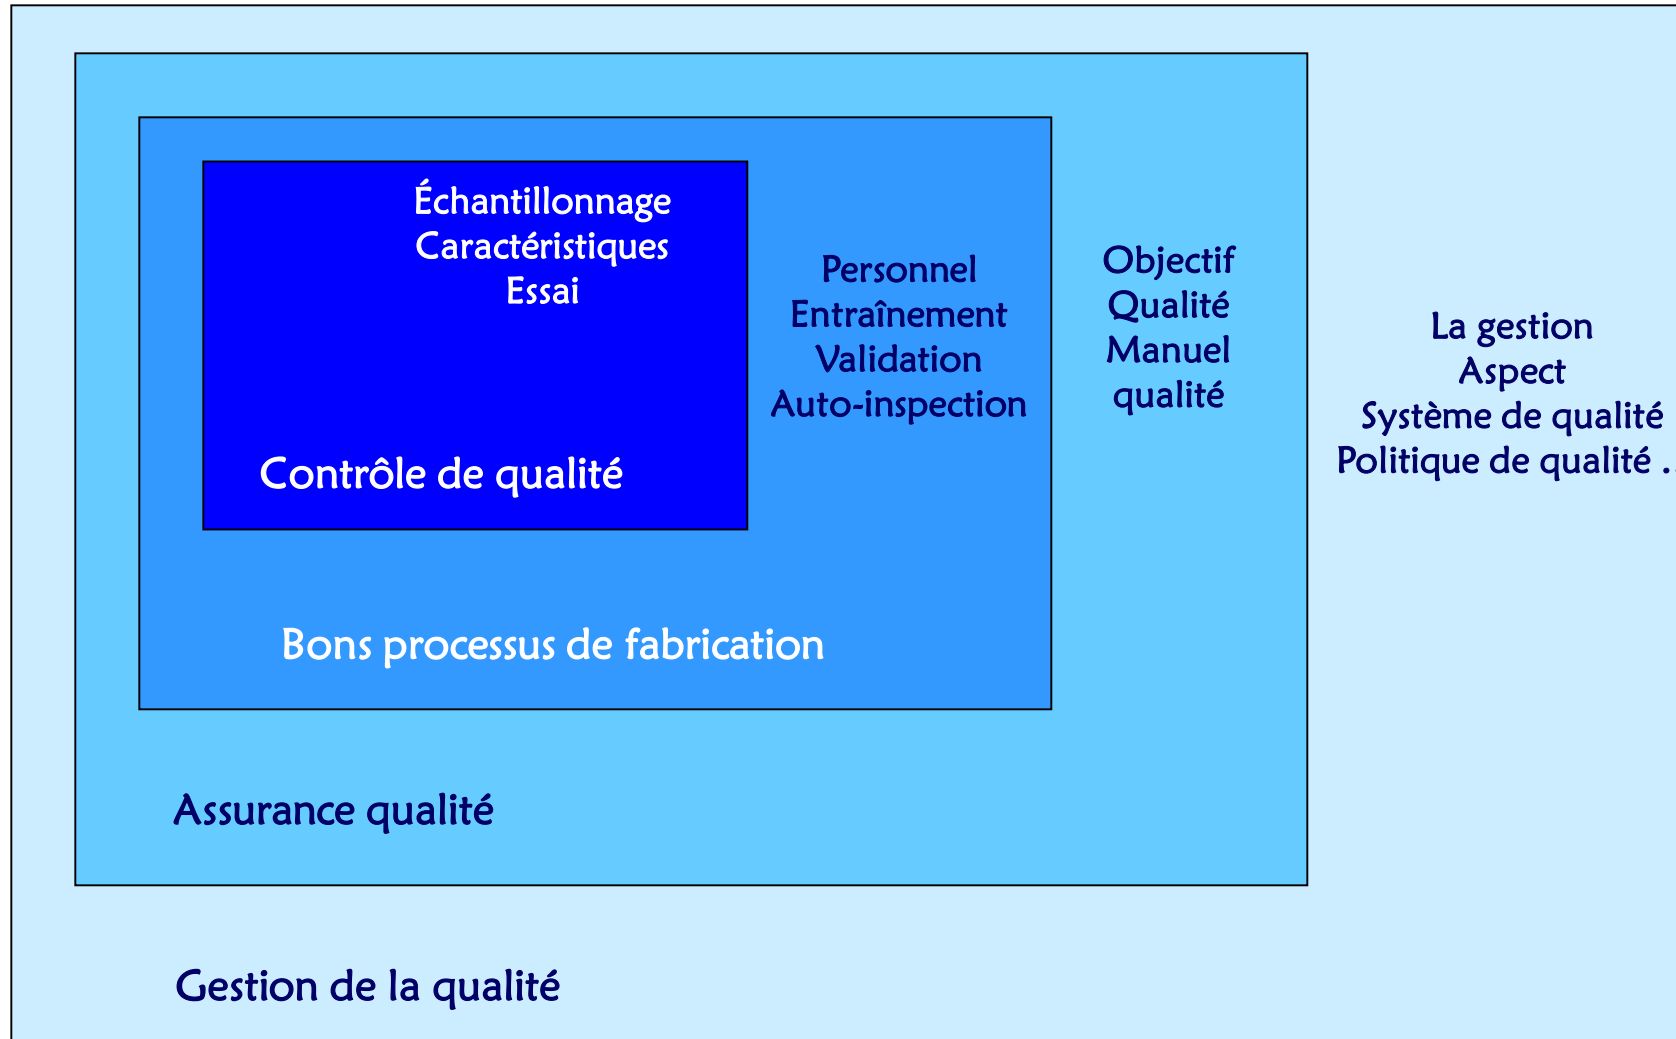 Échantillonnage
Caractéristiques
Essai
Contrôle de qualité
Personnel
Entraînement
Validation
Auto-inspection
Bons processus de fabrication
Objectif
Qualité
Manuel
qualité
Assurance qualité
La gestion
Aspect
Système de qualité
Politique de qualité ..
Gestion de la qualité